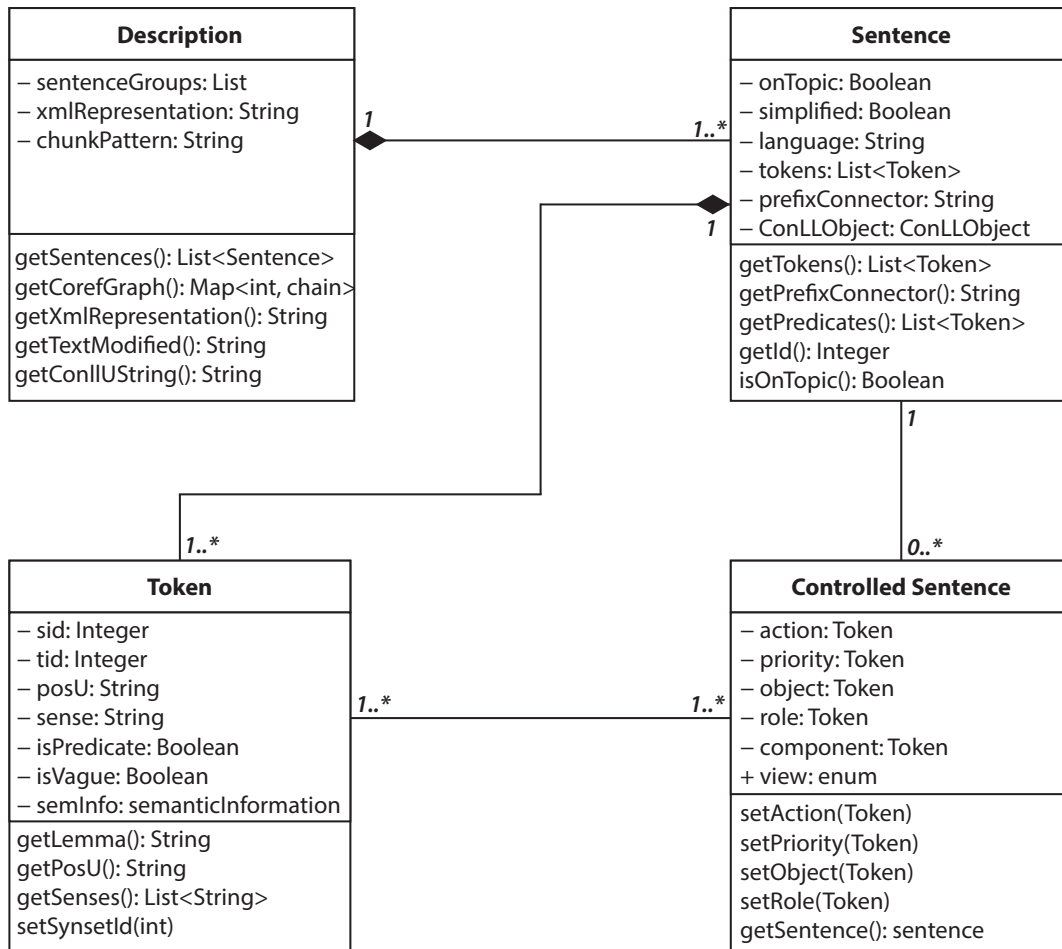 Description
– sentenceGroups: List
– xmlRepresentation: String
– chunkPattern: String
getSentences(): List<Sentence>
getCorefGraph(): Map<int, chain>
getXmlRepresentation(): String
getTextModified(): String
getConllUString(): String
1
1..*
Sentence
– onTopic: Boolean
– simplified: Boolean
– language: String
– tokens: List<Token>
– prefixConnector: String
– ConLLObject: ConLLObject
getTokens(): List<Token>
getPrefixConnector(): String
getPredicates(): List<Token>
getId(): Integer
isOnTopic(): Boolean
1
1
1..*
0..*
Token
– sid: Integer
– tid: Integer
– posU: String
– sense: String
– isPredicate: Boolean
– isVague: Boolean
– semInfo: semanticInformation
getLemma(): String
getPosU(): String
getSenses(): List<String>
setSynsetId(int)
1..*
1..*
Controlled Sentence
– action: Token
– priority: Token
– object: Token
– role: Token
– component: Token
+ view: enum
setAction(Token)
setPriority(Token)
setObject(Token)
setRole(Token)
getSentence(): sentence